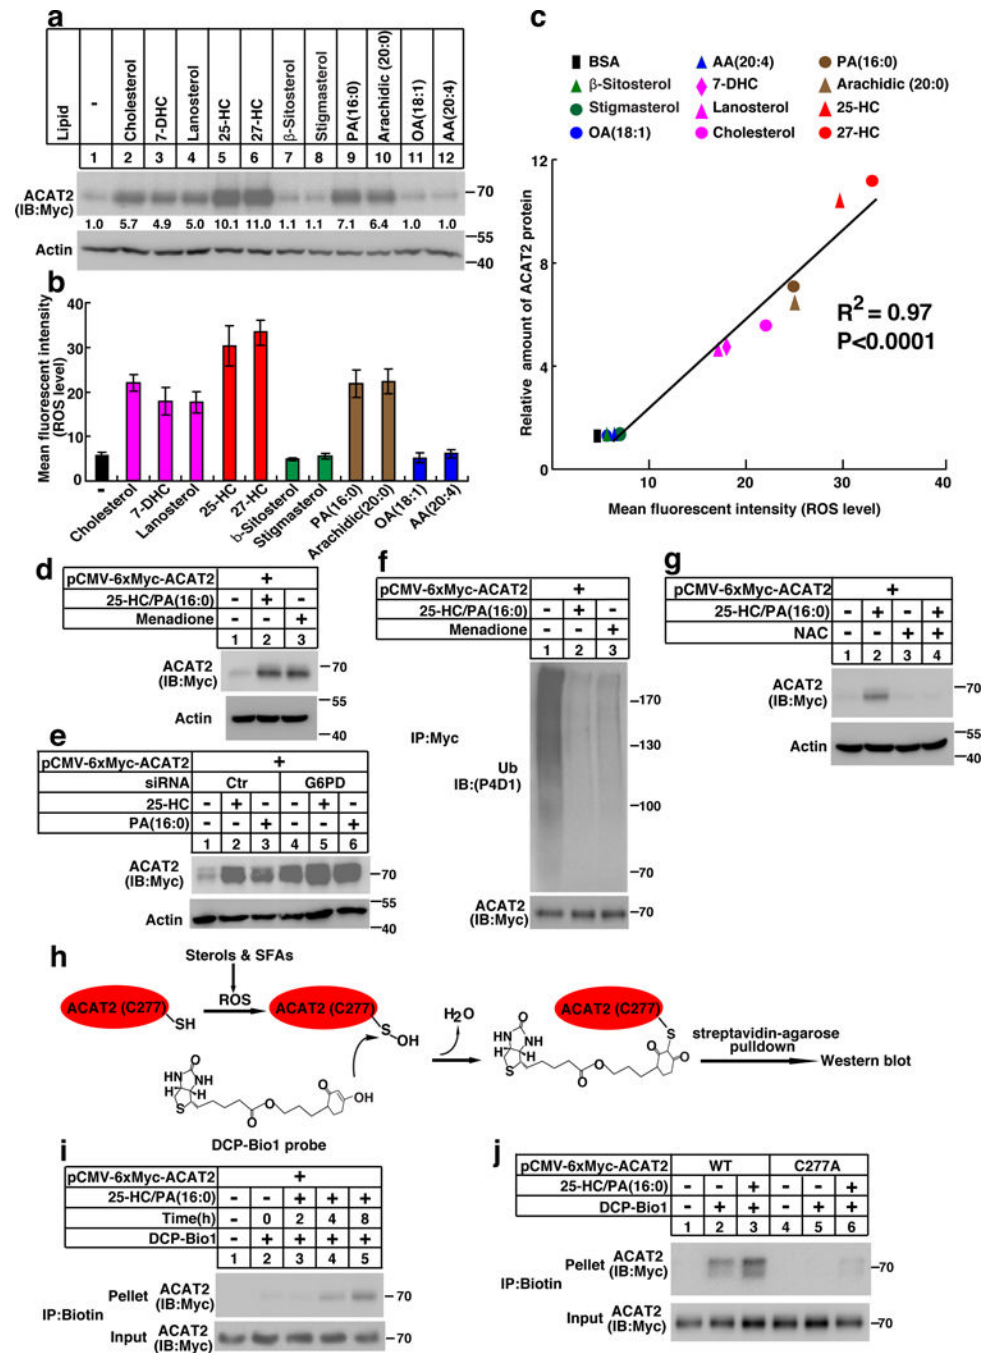 a
Lipid
- Cholesterol 7-DHC Lanosterol 25-HC 27-HC β-Sitosterol Stigmasterol PA(16:0) Arachidic (20:0) OA(18:1) AA(20:4)
1 2 3 4 5 6 7 8 9 10 11 12
ACAT2
(IB:Myc)
70
1.0 5.7 4.9 5.0 10.1 11.0 1.1 1.1 7.1 6.4 1.0 1.0
Actin
55
40
b
Mean fluorescent intensity
(ROS level)
40
30
20
10
0
- Cholesterol 7-DHC Lanosterol 25-HC 27-HC b-Sitosterol Stigmasterol PA(16:0) Arachidic(20:0) OA(18:1) AA(20:4)
c
BSA AA(20:4) PA(16:0)
β-Sitosterol 7-DHC Arachidic (20:0)
Stigmasterol Lanosterol 25-HC
OA(18:1) Cholesterol 27-HC
Relative amount of ACAT2 protein
12
8
4
0
R² = 0.97
P<0.0001
10 20 30 40
Mean fluorescent intensity (ROS level)
d
pCMV-6xMyc-ACAT2 +
25-HC/PA(16:0) - + -
Menadione - - +
1 2 3
ACAT2
(IB:Myc)
70
Actin
55
40
e
pCMV-6xMyc-ACAT2 +
siRNA Ctr G6PD
25-HC - + - - + -
PA(16:0) - - + - - +
1 2 3 4 5 6
ACAT2
(IB:Myc)
70
Actin
55
40
f
pCMV-6xMyc-ACAT2 +
25-HC/PA(16:0) - + -
Menadione - - +
1 2 3
IP:Myc
Ub
IB:(P4D1)
170
130
100
70
ACAT2
(IB:Myc)
70
g
pCMV-6xMyc-ACAT2 +
25-HC/PA(16:0) - + - +
NAC - - + +
1 2 3 4
ACAT2
(IB:Myc)
70
Actin
55
40
h
Sterols & SFAs
ROS
ACAT2 (C277) SH
ACAT2 (C277) S OH
H₂O
ACAT2 (C277) S
streptavidin-agarose
pulldown
Western blot
O HN NH H H S O O O OH
O HN NH H H S O O O O
DCP-Bio1 probe
i
pCMV-6xMyc-ACAT2 +
25-HC/PA(16:0) - - + + +
Time(h) - 0 2 4 8
DCP-Bio1 - + + + +
1 2 3 4 5
IP:Biotin
Pellet ACAT2
(IB:Myc)
70
Input ACAT2
(IB:Myc)
70
j
pCMV-6xMyc-ACAT2 WT C277A
25-HC/PA(16:0) - - + - - +
DCP-Bio1 - + + - + +
1 2 3 4 5 6
IP:Biotin
Pellet ACAT2
(IB:Myc)
70
Input ACAT2
(IB:Myc)
70